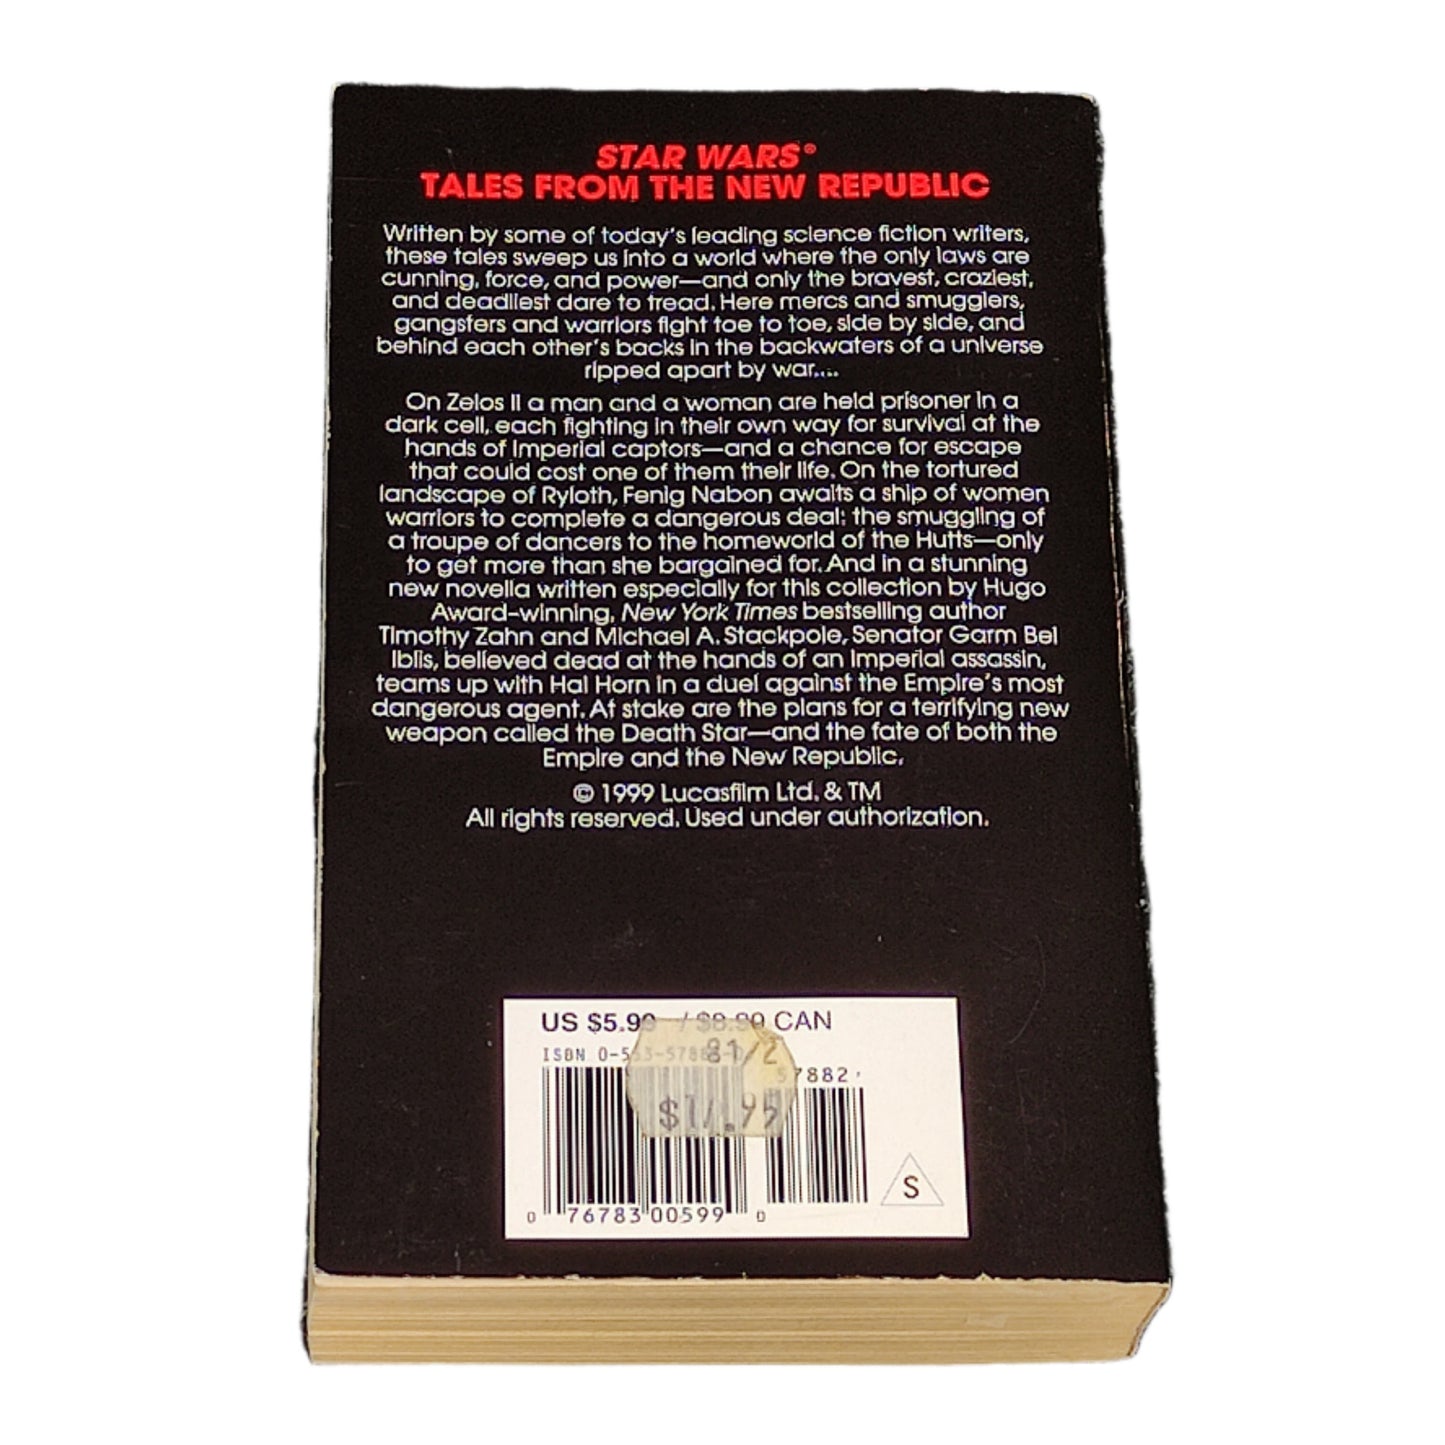 STAR WARS®
TALES FROM THE NEW REPUBLIC
Written by some of today's leading science fiction writers,
these tales sweep us into a world where the only laws are
cunning, force, and power—and only the bravest, craziest,
and deadliest dare to tread. Here mercs and smugglers,
gangsters and warriors fight toe to toe, side by side, and
behind each other's backs in the backwaters of a universe
ripped apart by war....
On Zelos II a man and a woman are held prisoner in a
dark cell, each fighting in their own way for survival at the
hands of Imperial captors—and a chance for escape
that could cost one of them their life. On the tortured
landscape of Ryloth, Fenig Nabon awaits a ship of women
warriors to complete a dangerous deal: the smuggling of
a troupe of dancers to the homeworld of the Hutts—only
to get more than she bargained for. And in a stunning
new novella written especially for this collection by Hugo
Award-winning, New York Times bestselling author
Timothy Zahn and Michael A. Stackpole, Senator Garm Bel
Iblis, believed dead at the hands of an Imperial assassin,
teams up with Hal Horn in a duel against the Empire's most
dangerous agent. At stake are the plans for a terrifying new
weapon called the Death Star—and the fate of both the
Empire and the New Republic.
© 1999 Lucasfilm Ltd. & TM
All rights reserved. Used under authorization.
US $5.99 / $8.99 CAN
ISBN
57882
S
0 76783 00599 0